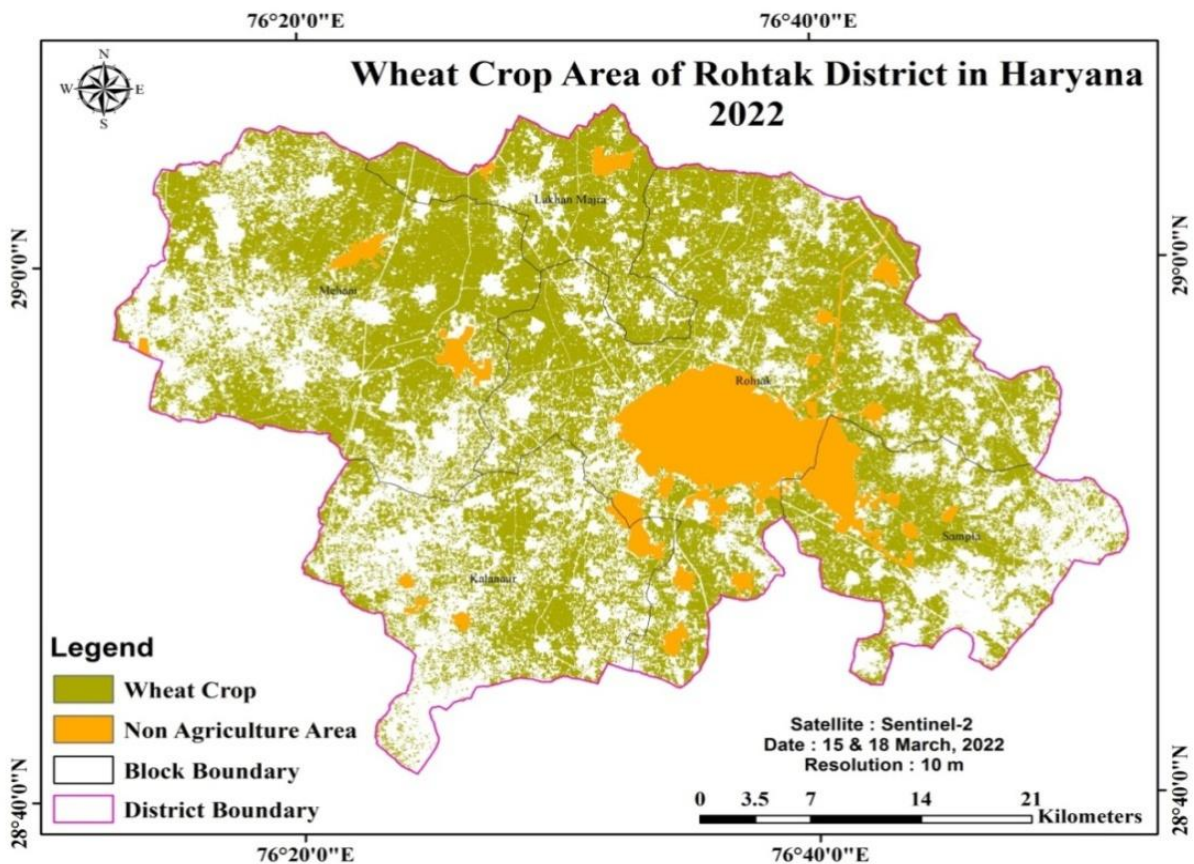 76°20'0"E
76°40'0"E
N
W
E
S
Wheat Crop Area of Rohtak District in Haryana
2022
29°0'0"N
29°0'0"N
Lakhan Majra
Meham
Rohtak
Sampla
Kalanaur
Legend
Wheat Crop
Non Agriculture Area
Block Boundary
District Boundary
Satellite : Sentinel-2
Date : 15 & 18 March, 2022
Resolution : 10 m
0 3.5 7 14 21
Kilometers
28°40'0"N
28°40'0"N
76°20'0"E
76°40'0"E